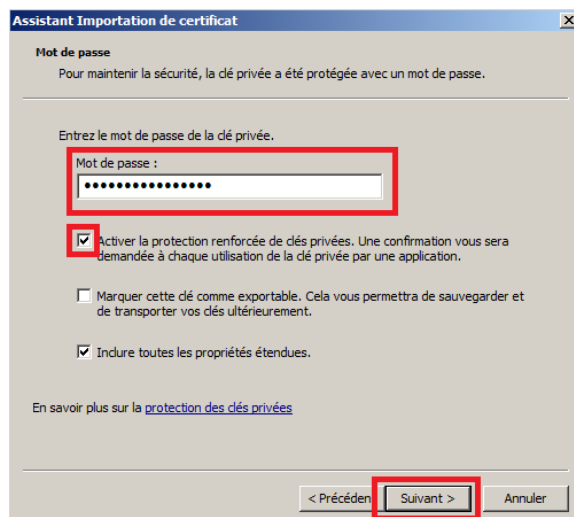 Assistant Importation de certificat
Mot de passe
Pour maintenir la sécurité, la clé privée a été protégée avec un mot de passe.
Entrez le mot de passe de la clé privée.
Mot de passe :
••••••••••••••••
Activer la protection renforcée de clés privées. Une confirmation vous sera
demandée à chaque utilisation de la clé privée par une application.
Marquer cette clé comme exportable. Cela vous permettra de sauvegarder et
de transporter vos clés ultérieurement.
Inclure toutes les propriétés étendues.
En savoir plus sur la protection des clés privées
< Précéden
Suivant >
Annuler